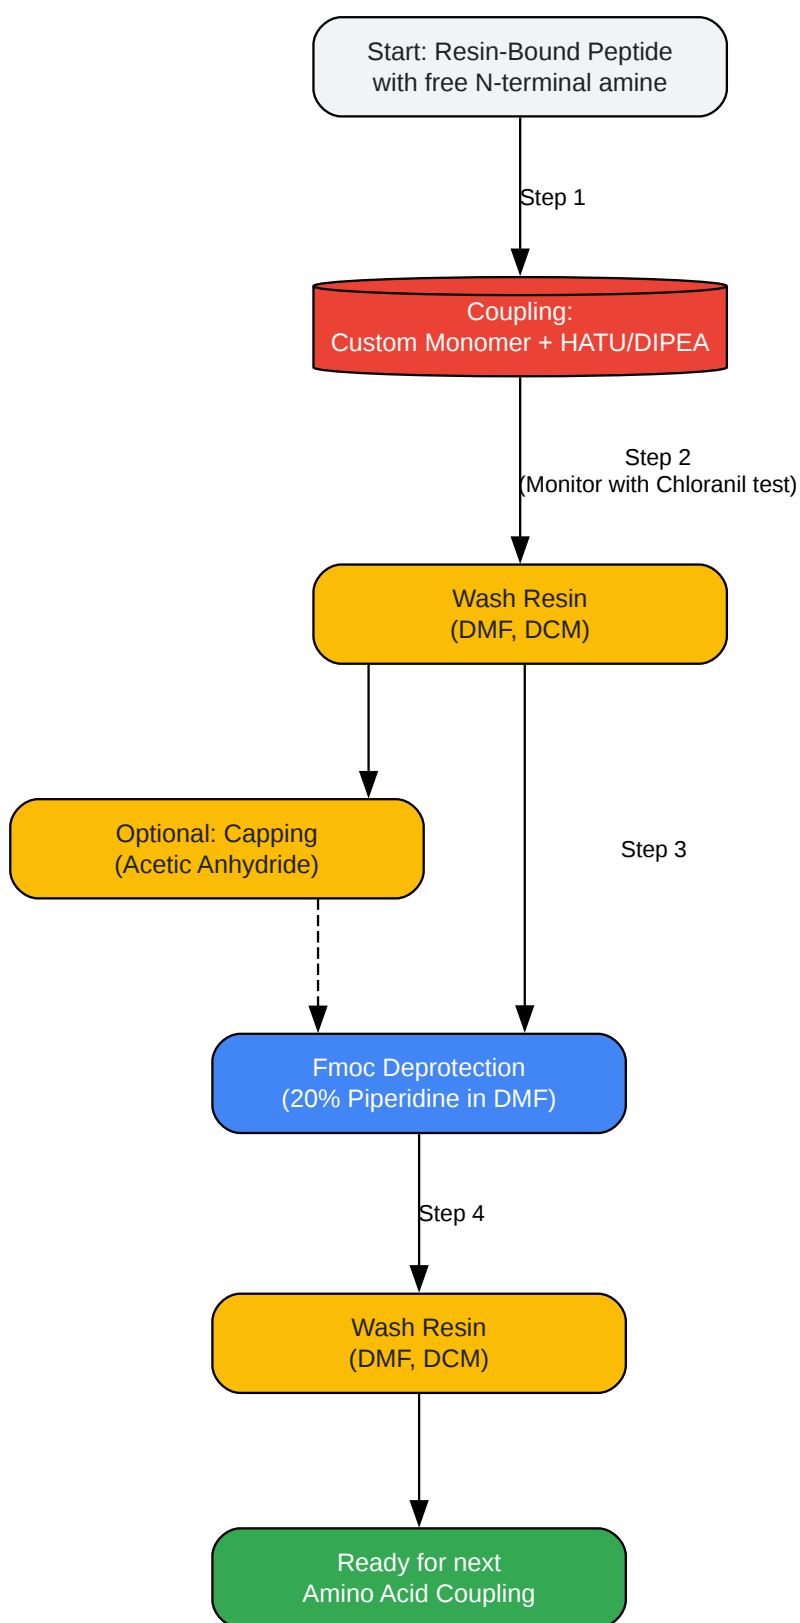 Start: Resin-Bound Peptide
with free N-terminal amine
Step 1
Coupling:
Custom Monomer + HATU/DIPEA
Step 2
(Monitor with Chloranil test)
Wash Resin
(DMF, DCM)
Optional: Capping
(Acetic Anhydride)
Step 3
Fmoc Deprotection
(20% Piperidine in DMF)
Step 4
Wash Resin
(DMF, DCM)
Ready for next
Amino Acid Coupling